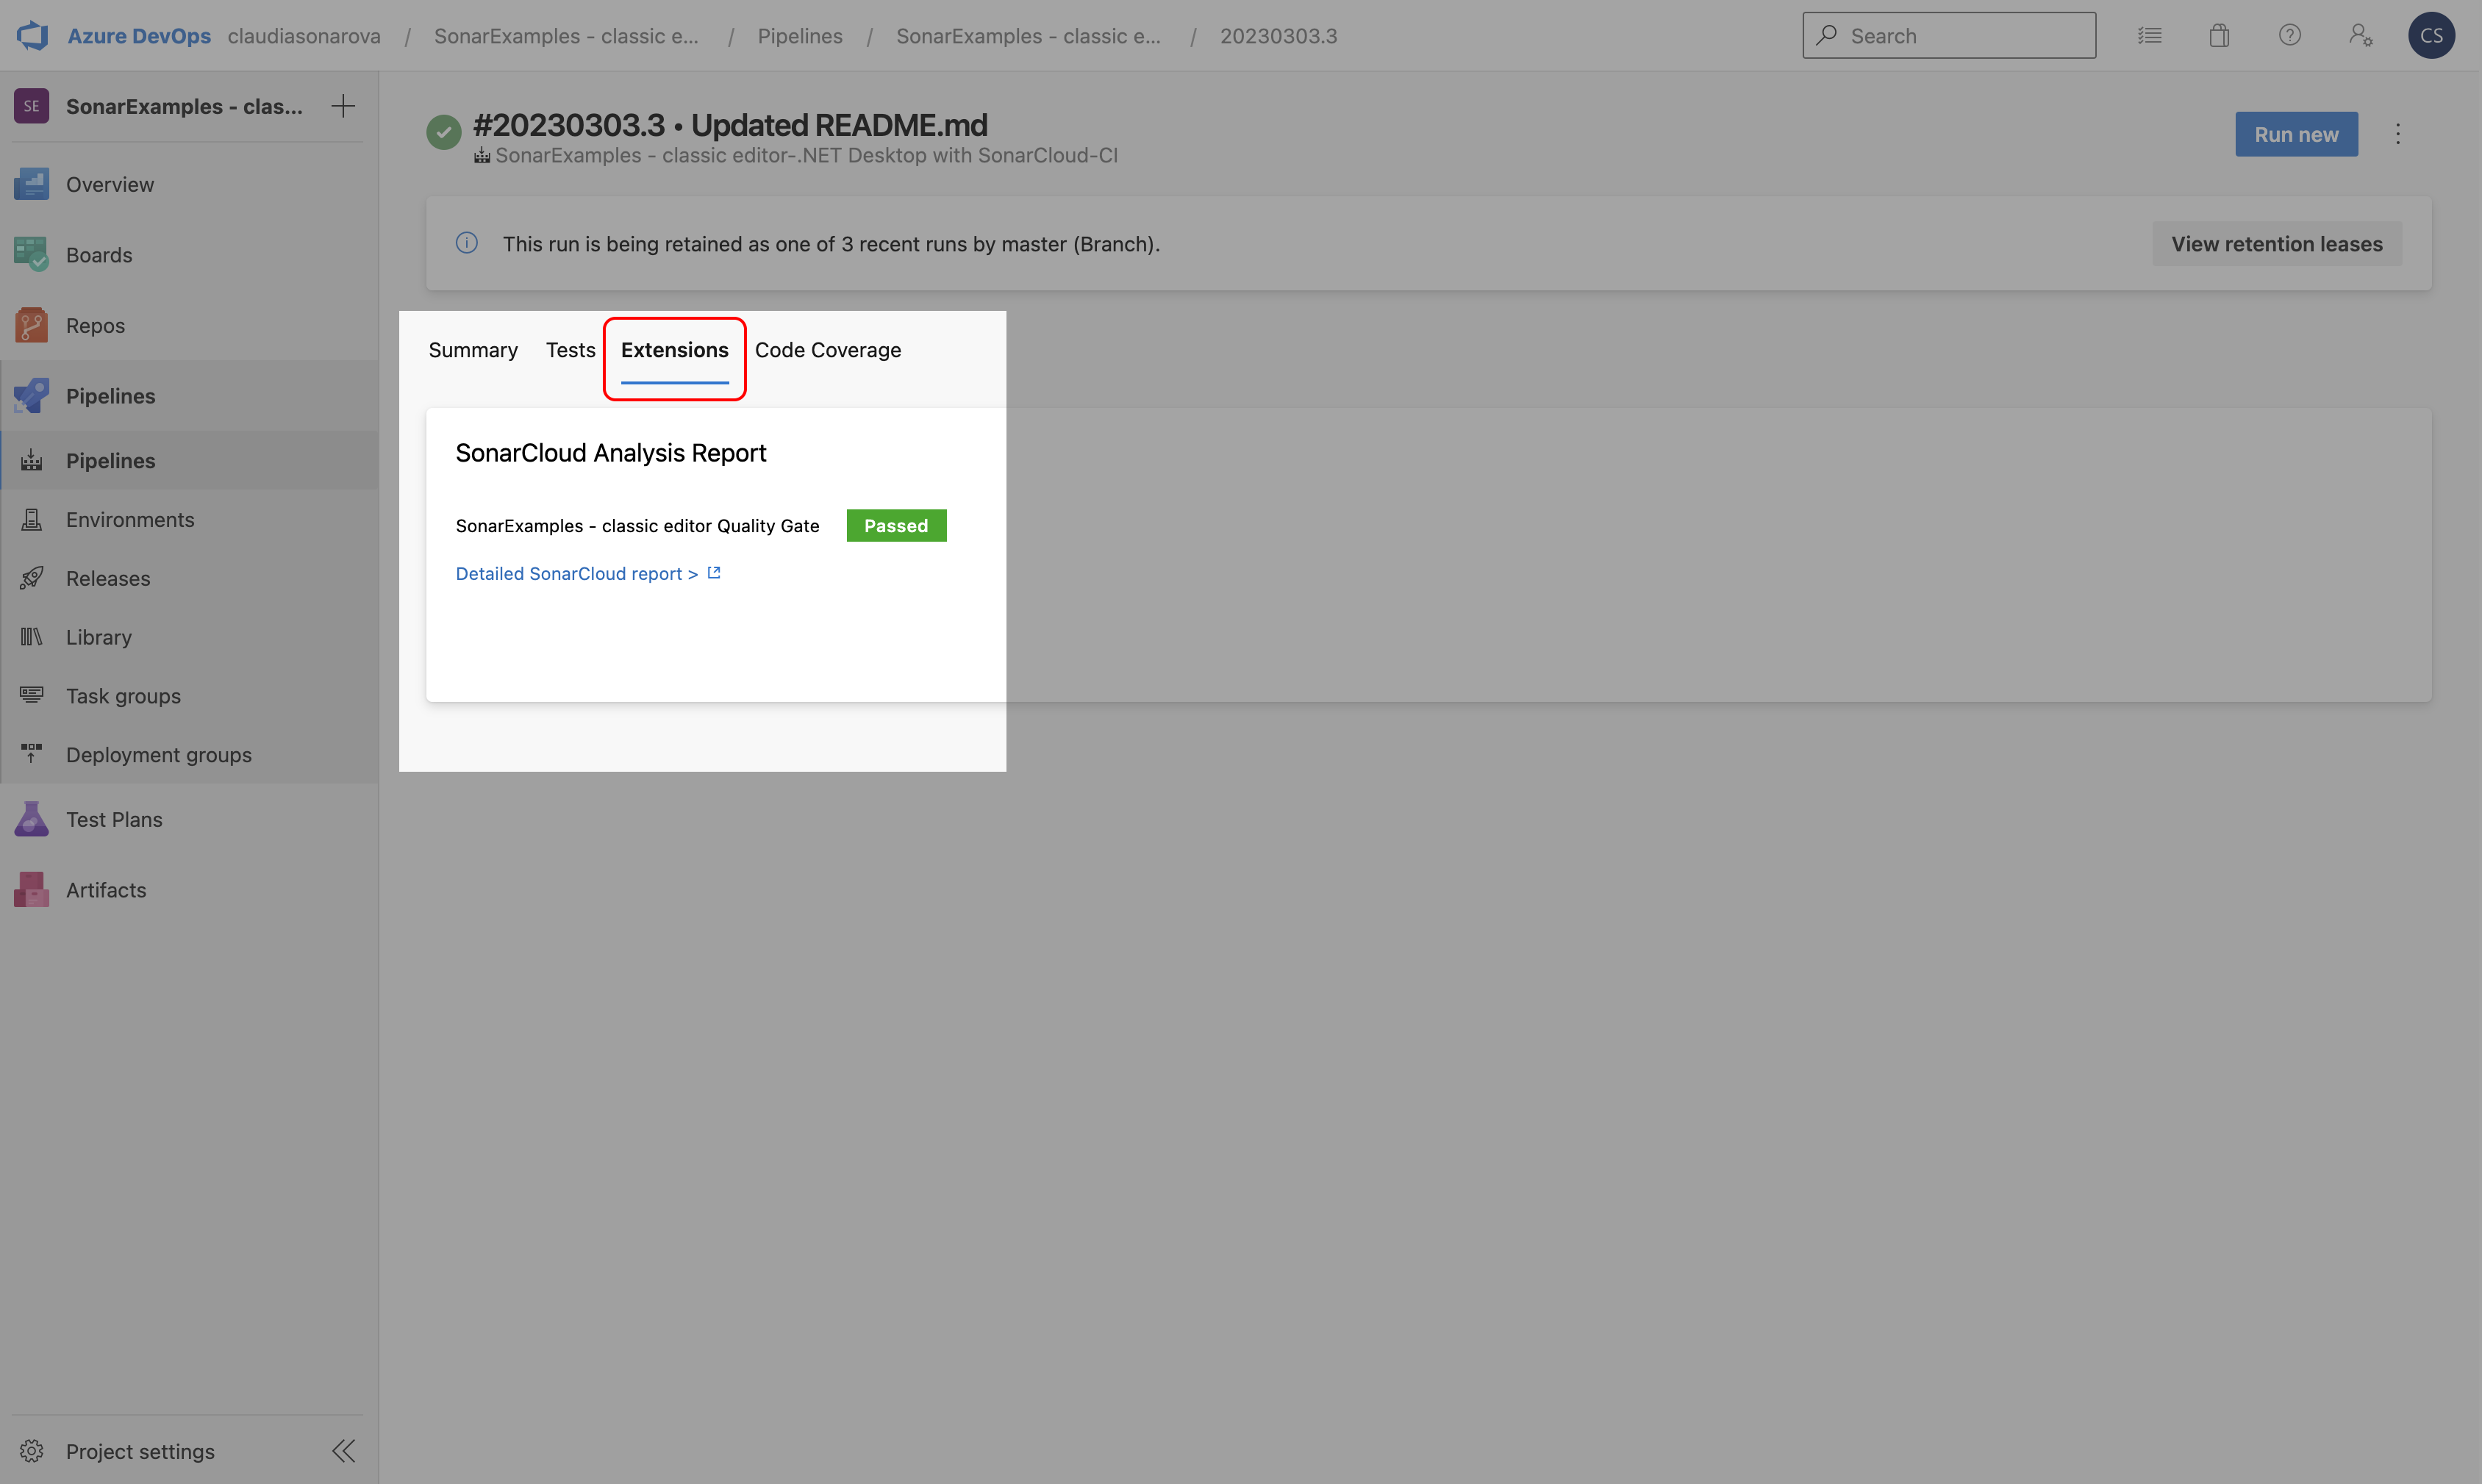 Azure DevOps claudiasonarova / SonarExamples - classic e... / Pipelines / SonarExamples - classic e... / 20230303.3
Search
CS
SE SonarExamples - clas...
Overview
Boards
Repos
Pipelines
Pipelines
Environments
Releases
Library
Task groups
Deployment groups
Test Plans
Artifacts
Project settings
#20230303.3 • Updated README.md
SonarExamples - classic editor-.NET Desktop with SonarCloud-CI
Run new
This run is being retained as one of 3 recent runs by master (Branch).
View retention leases
Summary Tests Extensions Code Coverage
SonarCloud Analysis Report
SonarExamples - classic editor Quality Gate Passed
Detailed SonarCloud report >